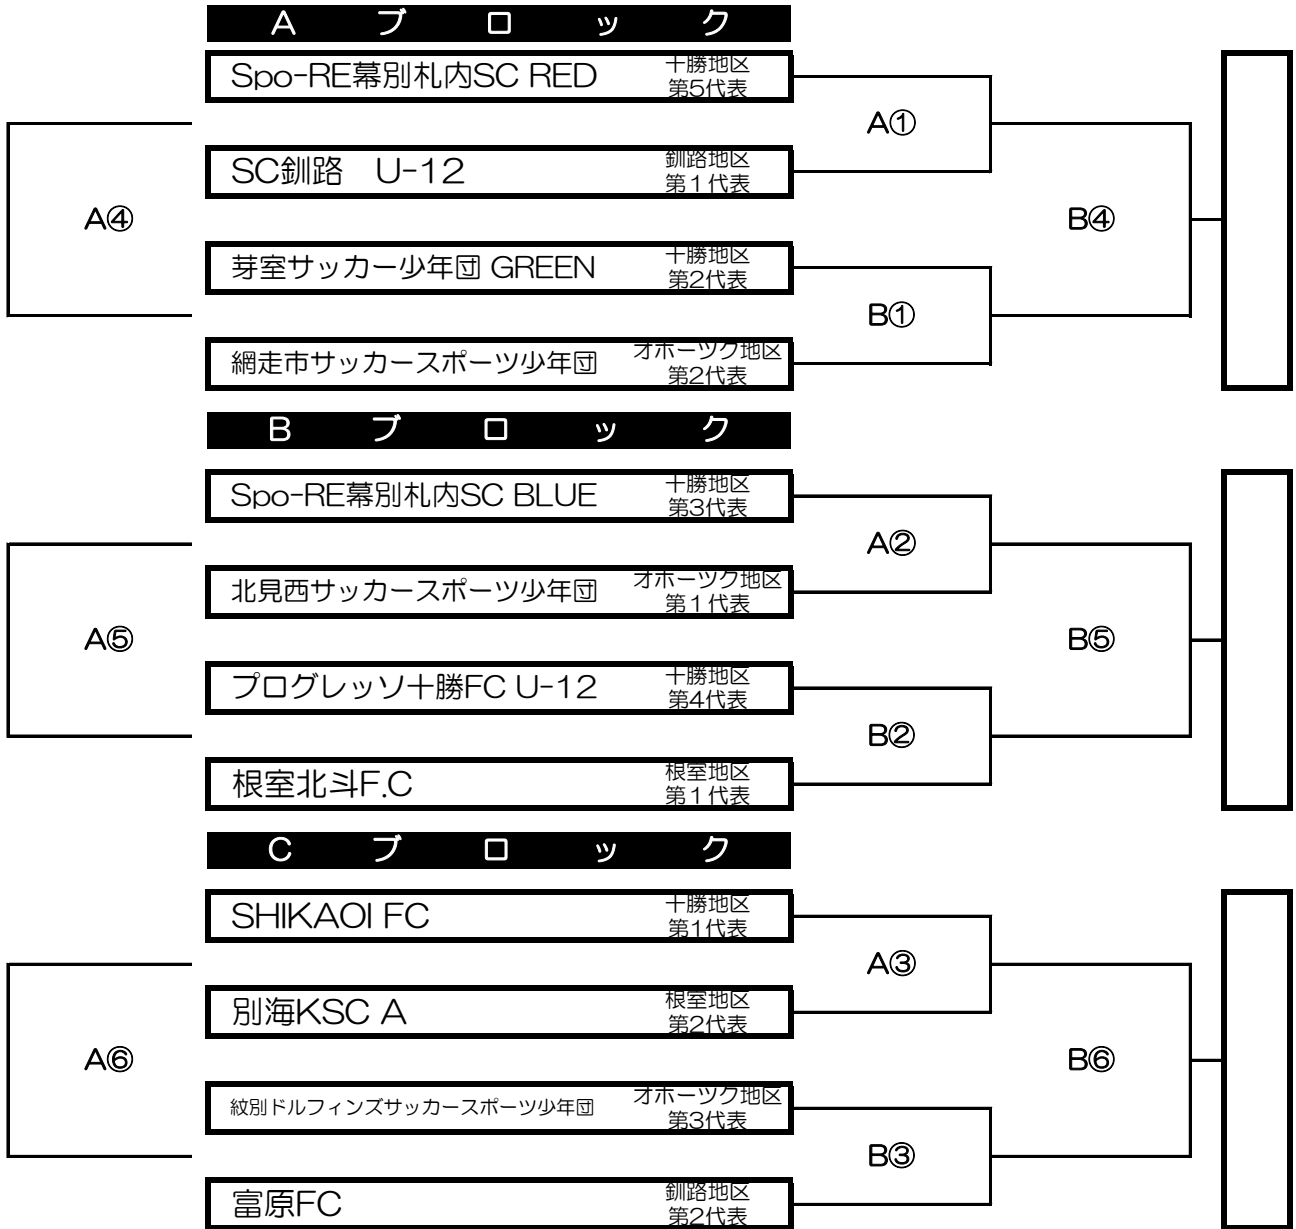 Aブロック
Spo-RE幕別札内SC RED
十勝地区
第5代表
A①
SC釧路　U-12
釧路地区
第1代表
A④
B④
芽室サッカー少年団 GREEN
十勝地区
第2代表
B①
網走市サッカースポーツ少年団
オホーツク地区
第2代表
Bブロック
Spo-RE幕別札内SC BLUE
十勝地区
第3代表
A②
北見西サッカースポーツ少年団
オホーツク地区
第1代表
A⑤
B⑤
プログレッソ十勝FC U-12
十勝地区
第4代表
B②
根室北斗F.C
根室地区
第1代表
Cブロック
SHIKAOI FC
十勝地区
第1代表
A③
別海KSC A
根室地区
第2代表
A⑥
B⑥
紋別ドルフィンズサッカースポーツ少年団
オホーツク地区
第3代表
B③
富原FC
釧路地区
第2代表